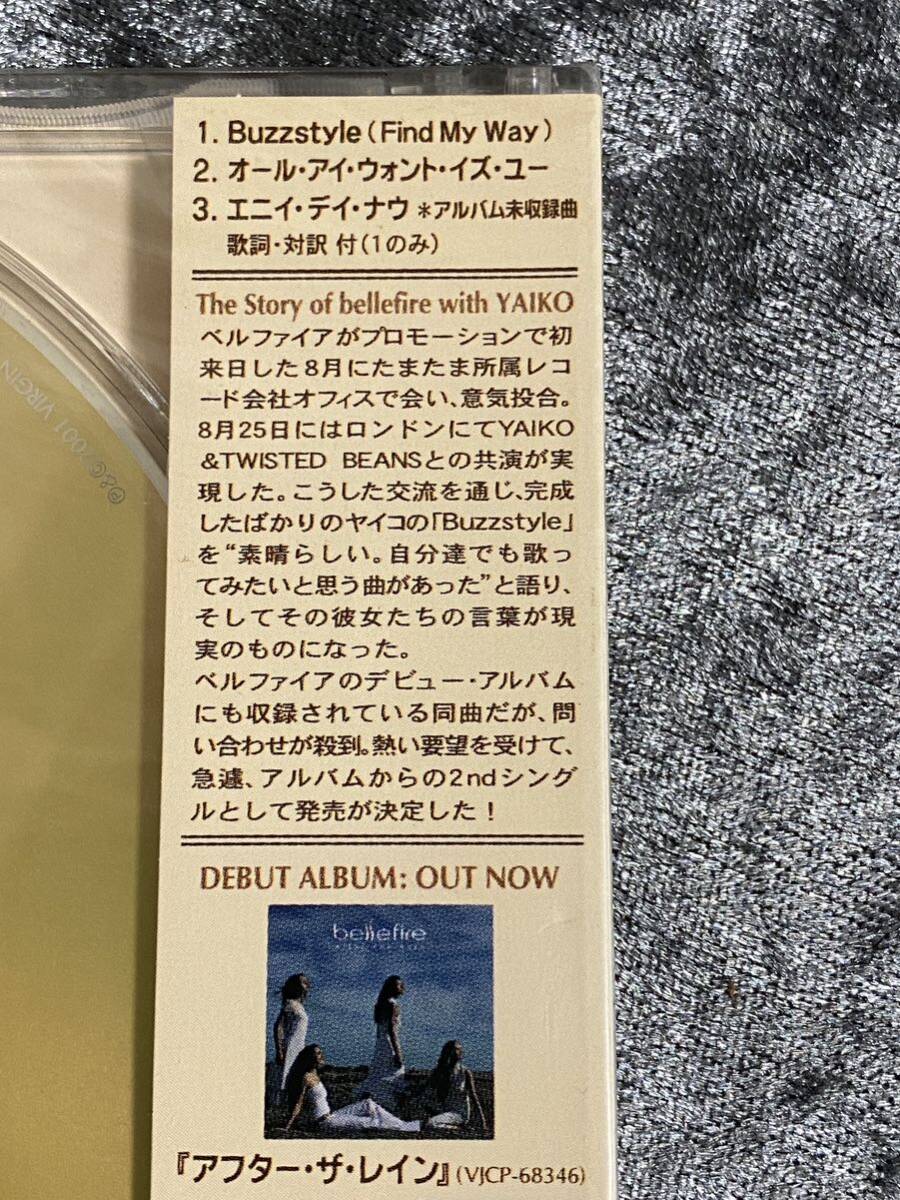 1. Buzzstyle(Find My Way)
2. オール・アイ・ウォント・イズ・ユー
3. エニイ・デイ・ナウ *アルバム未収録曲
歌詞・対訳 付(1のみ)
The Story of bellefire with YAIKO
ベルファイアがプロモーションで初
来日した8月にたまたま所属レコ
ード会社オフィスで会い、意気投合。
8月25日にはロンドンにてYAIKO
&TWISTED BEANSとの共演が実
現した。こうした交流を通じ、完成
したばかりのヤイコの「Buzzstyle」
を“素晴らしい。自分達でも歌っ
てみたいと思う曲があった”と語り、
そしてその彼女たちの言葉が現
実のものになった。
ベルファイアのデビュー・アルバム
にも収録されている同曲だが、問
い合わせが殺到。熱い要望を受けて、
急遽、アルバムからの2ndシング
ルとして発売が決定した!
DEBUT ALBUM: OUT NOW
bellefire
『アフター・ザ・レイン』(VJCP-68346)
℗&© 2001 VIRGIN